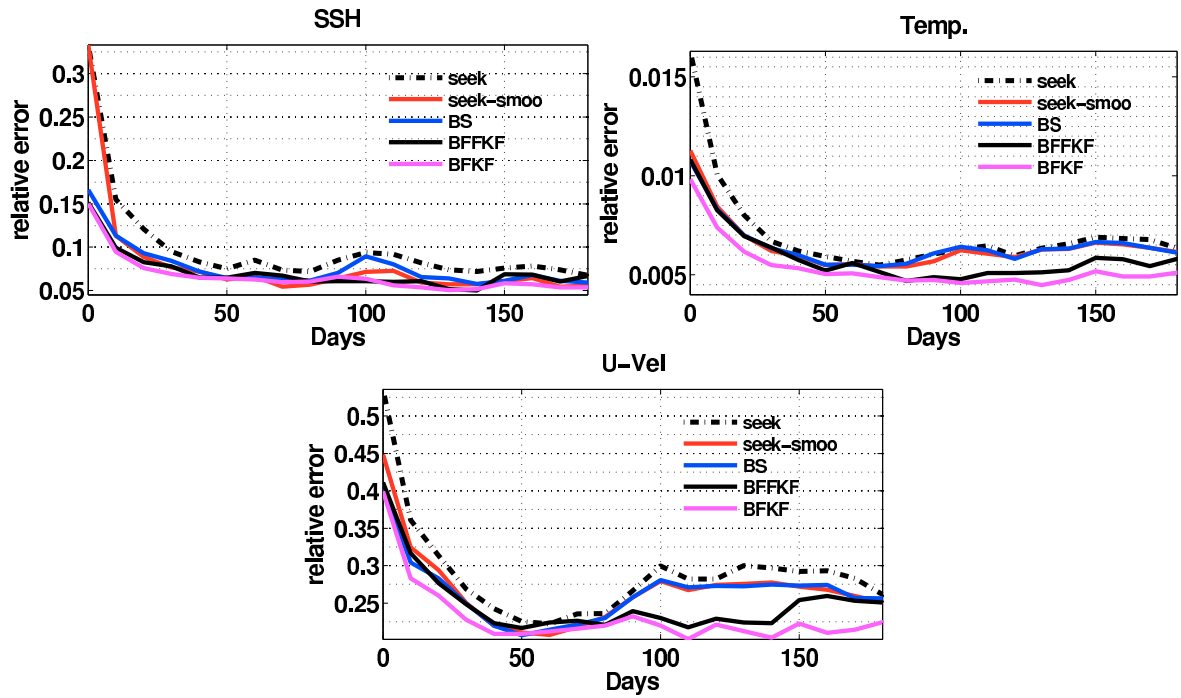 SSH
relative error
0.3
0.25
0.2
0.15
0.1
0.05
0
50
100
150
Days
seek
seek-smoo
BS
BFFKF
BFKF
Temp.
relative error
0.015
0.01
0.005
0
50
100
150
Days
seek
seek-smoo
BS
BFFKF
BFKF
U-Vel
relative error
0.5
0.45
0.4
0.35
0.3
0.25
0
50
100
150
Days
seek
seek-smoo
BS
BFFKF
BFKF